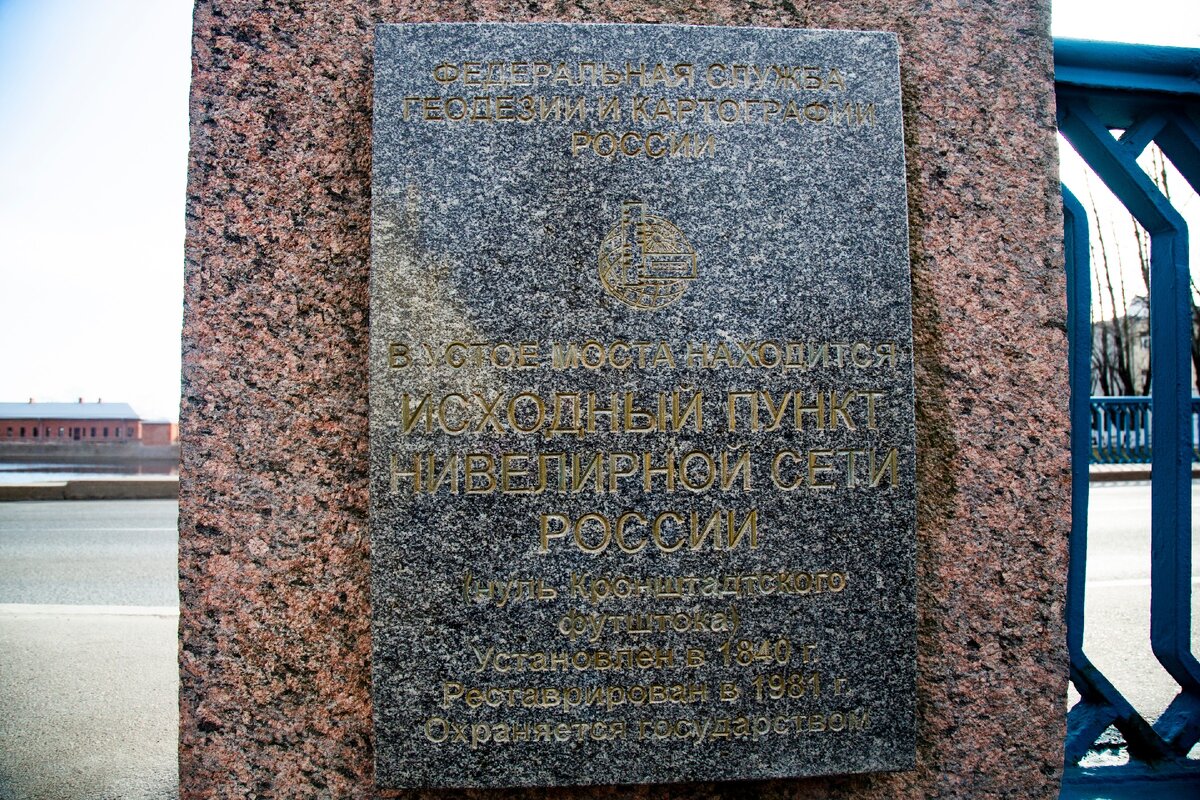 ФЕДЕРАЛЬНАЯ СЛУЖБА
ГЕОДЕЗИИ И КАРТОГРАФИИ
РОССИИ
В УСТОЕ МОСТА НАХОДИТСЯ
ИСХОДНЫЙ ПУНКТ
НИВЕЛИРНОЙ СЕТИ
РОССИИ
(нуль Кронштадтского
футштока)
Установлен в 1840 г.
Реставрирован в 1981 г.
Охраняется государством